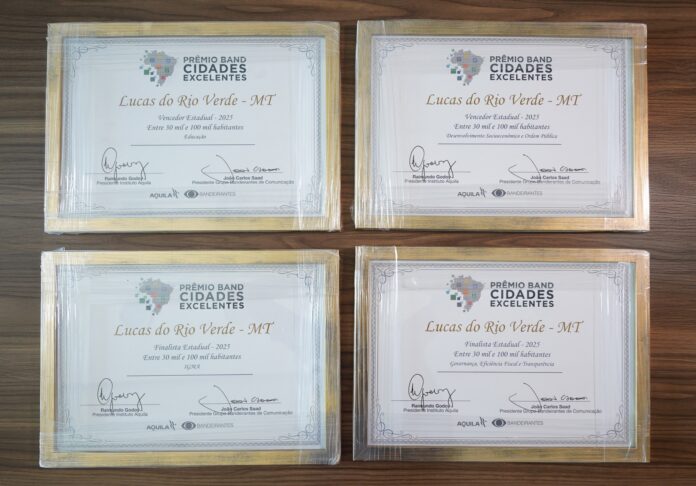 PRÊMIO BAND
CIDADES
EXCELENTES
Lucas do Rio Verde - MT
Vencedor Estadual - 2025
Entre 30 mil e 100 mil habitantes
Educação
Raimundo Godoy
Presidente Instituto Aquila
João Carlos Saad
Presidente Grupo Bandeirantes de Comunicação
AQUILA
BANDEIRANTES
PRÊMIO BAND
CIDADES
EXCELENTES
Lucas do Rio Verde - MT
Vencedor Estadual - 2025
Entre 30 mil e 100 mil habitantes
Desenvolvimento Socioeconômico e Ordem Pública
Raimundo Godoy
Presidente Instituto Aquila
João Carlos Saad
Presidente Grupo Bandeirantes de Comunicação
AQUILA
BANDEIRANTES
PRÊMIO BAND
CIDADES
EXCELENTES
Lucas do Rio Verde - MT
Finalista Estadual - 2025
Entre 30 mil e 100 mil habitantes
IGMA
Raimundo Godoy
Presidente Instituto Aquila
João Carlos Saad
Presidente Grupo Bandeirantes de Comunicação
AQUILA
BANDEIRANTES
PRÊMIO BAND
CIDADES
EXCELENTES
Lucas do Rio Verde - MT
Finalista Estadual - 2025
Entre 30 mil e 100 mil habitantes
Governança, Eficiência Fiscal e Transparência
Raimundo Godoy
Presidente Instituto Aquila
João Carlos Saad
Presidente Grupo Bandeirantes de Comunicação
AQUILA
BANDEIRANTES